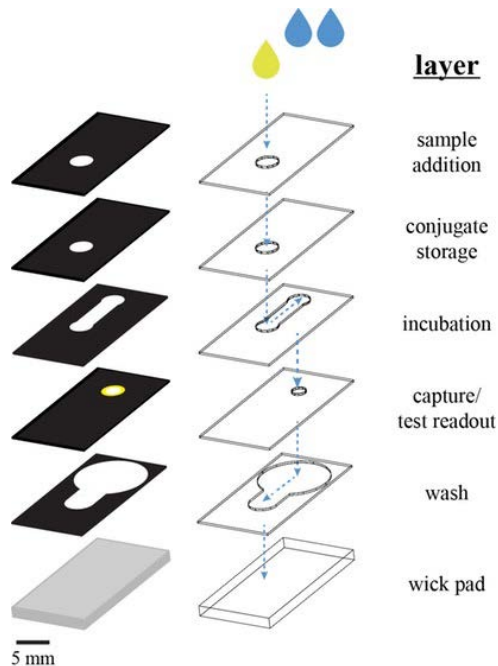 layer
sample
addition
conjugate
storage
incubation
capture/
test readout
wash
wick pad
5 mm